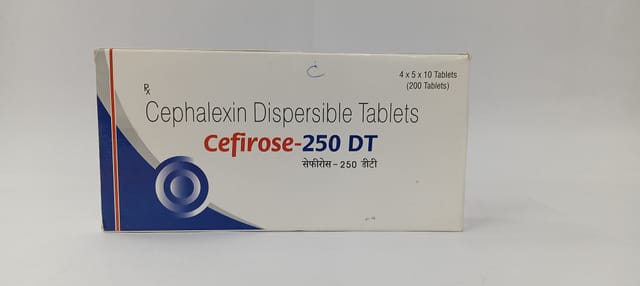 ℞
4 x 5 x 10 Tablets
(200 Tablets)
Cephalexin Dispersible Tablets
Cefirose-250 DT
सेफीरोस - 250 डीटी